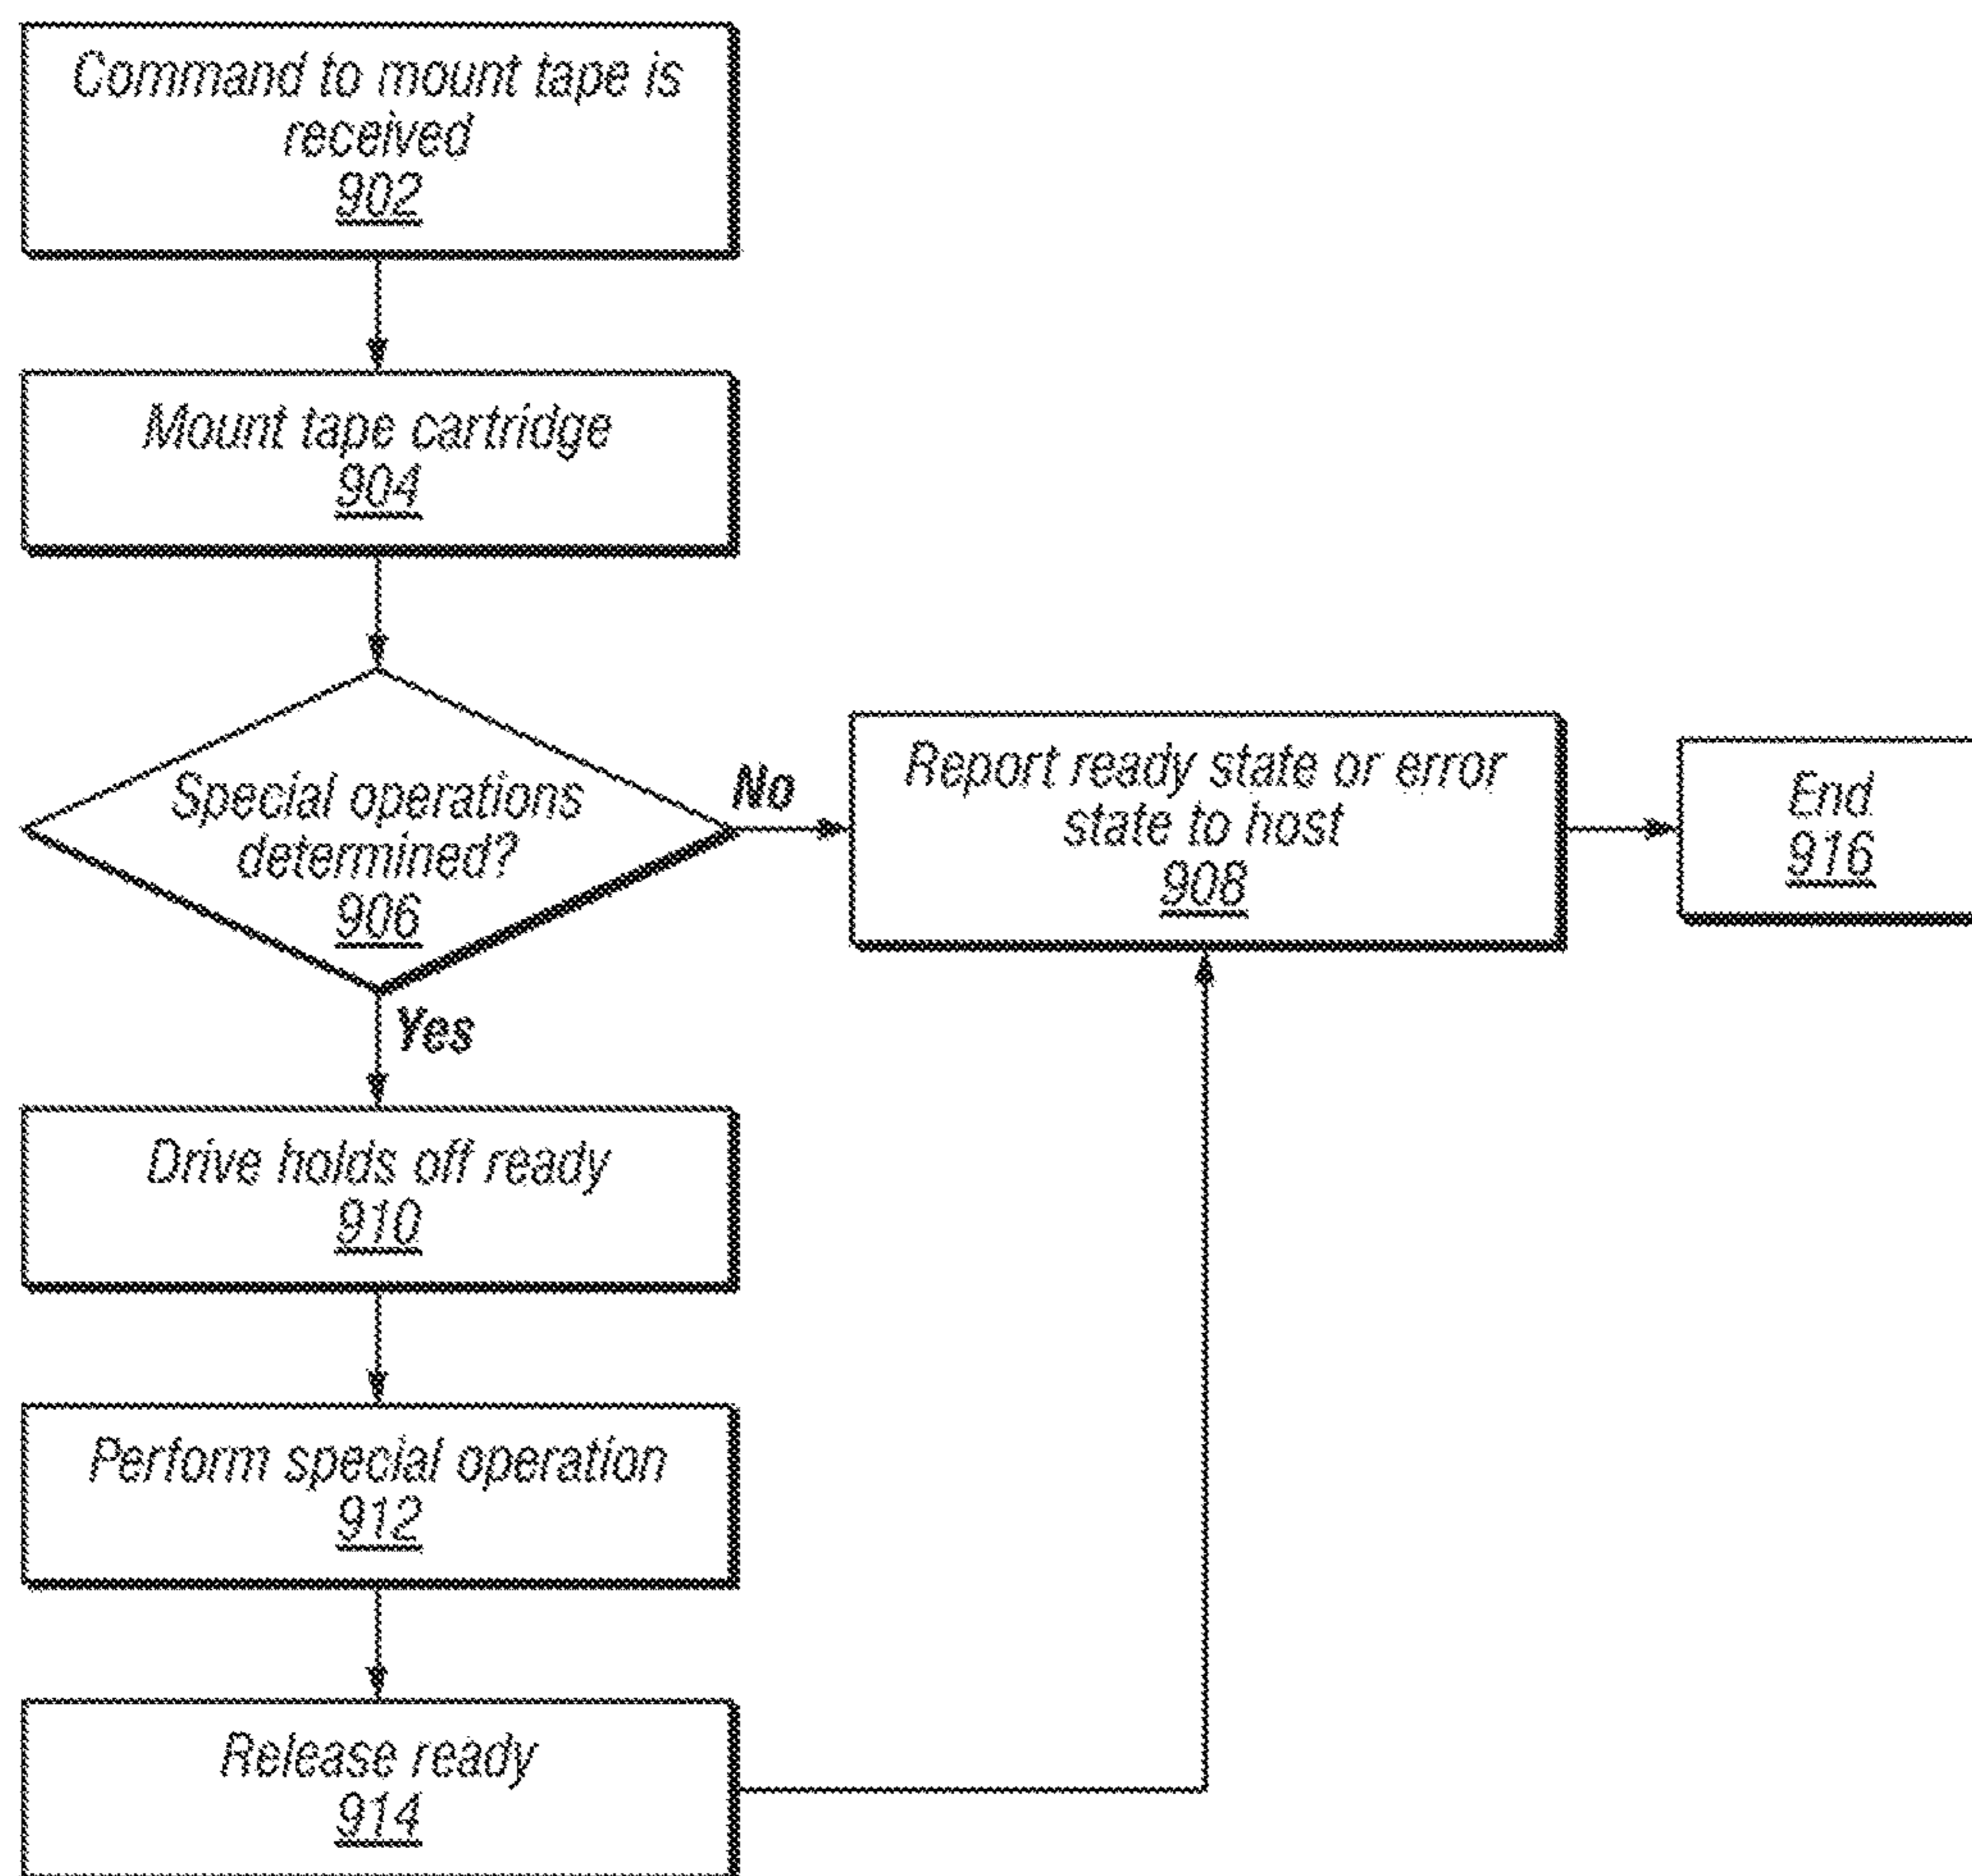 Command to mount tape is
received
902
Mount tape cartridge
904
Special operations
determined?
906
No
Report ready state or error
state to host
908
End
916
Yes
Drive holds off ready
910
Perform special operation
912
Release ready
914